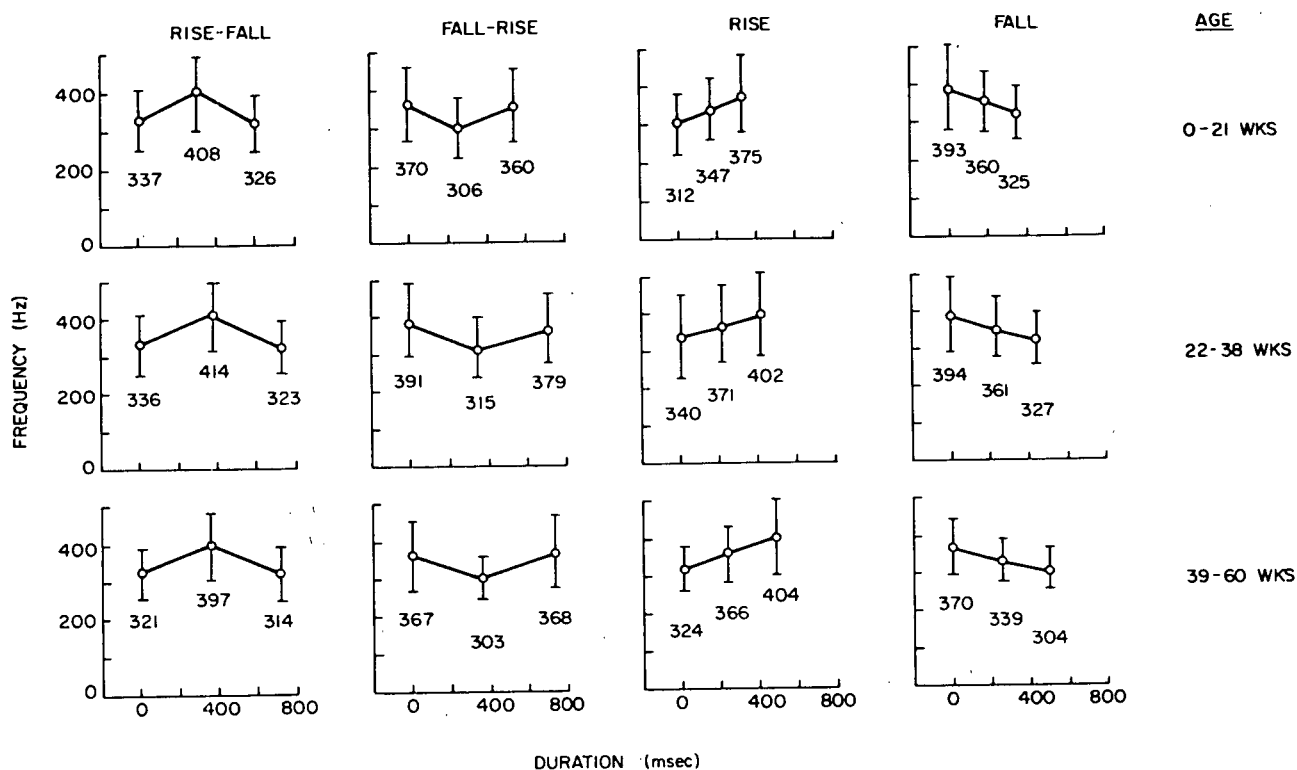 RISE-FALL FALL-RISE RISE FALL AGE
400
200
0
337 408 326
370 306 360
312 347 375
393 360 325
0-21 WKS
FREQUENCY (Hz)
400
200
0
336 414 323
391 315 379
340 371 402
394 361 327
22-38 WKS
400
200
0
321 397 314
367 303 368
324 366 404
370 339 304
39-60 WKS
0 400 800 0 400 800 0 400 800 0 400 800
DURATION (msec)